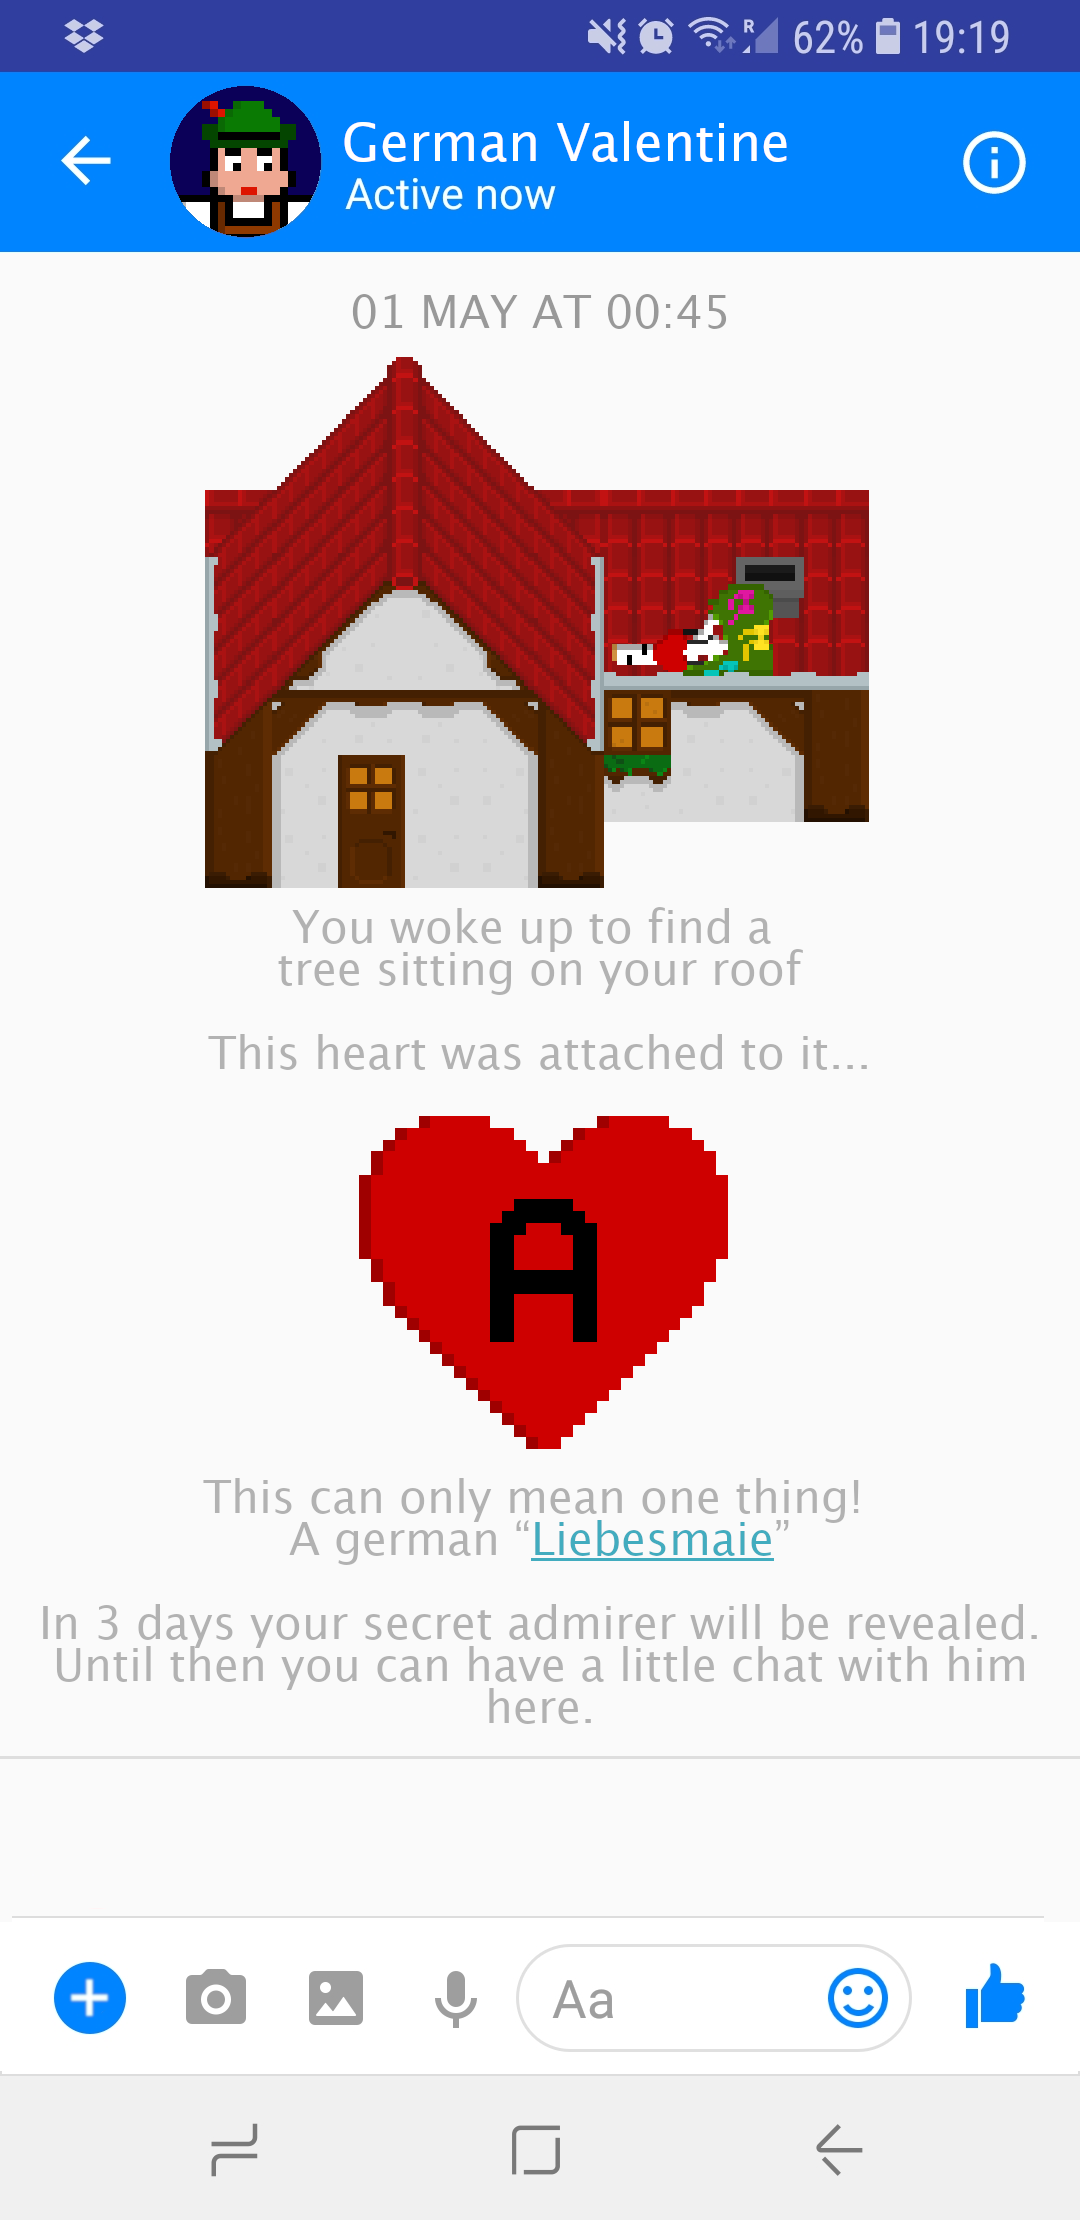 R 62% 19:19
German Valentine
Active now
01 MAY AT 00:45
You woke up to find a
tree sitting on your roof
This heart was attached to it...
A
This can only mean one thing!
A german “Liebesmaie”
In 3 days your secret admirer will be revealed.
Until then you can have a little chat with him
here.
Aa